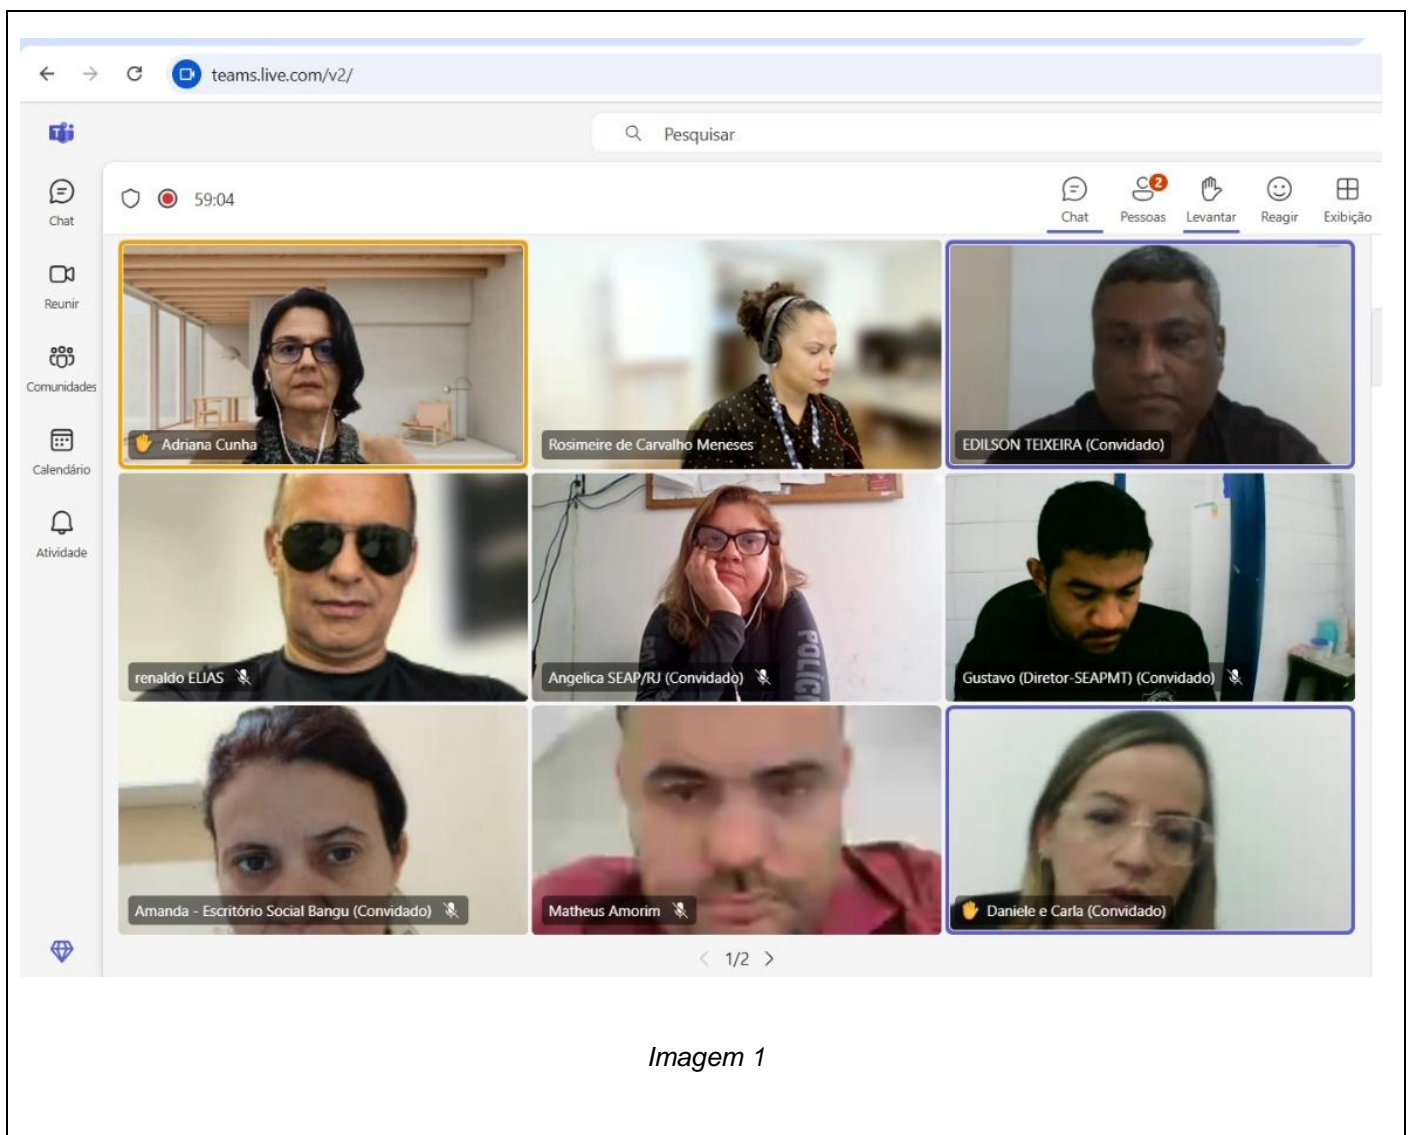 teams.live.com/v2/
Pesquisar
59:04
2
Chat
Pessoas
Levantar
Reagir
Exibição
Chat
Reunir
Comunidades
Calendário
Atividade
Adriana Cunha
Rosimeire de Carvalho Meneses
EDILSON TEIXEIRA (Convidado)
renaldo ELIAS
Angelica SEAP/RJ (Convidado)
Gustavo (Diretor-SEAPMT) (Convidado)
Amanda - Escritório Social Bangu (Convidado)
Matheus Amorim
Daniele e Carla (Convidado)
1/2
Imagem 1